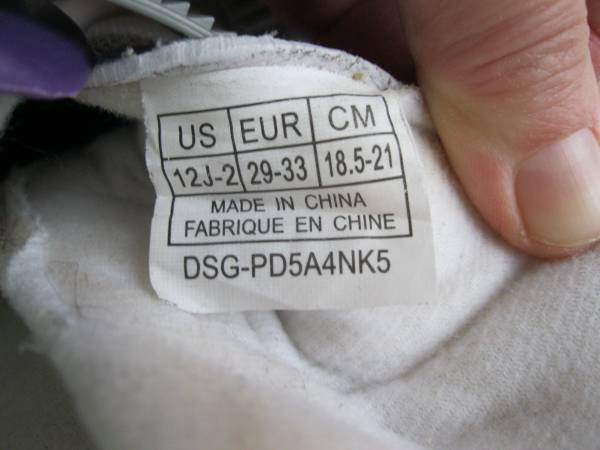 US EUR CM
12J-2 29-33 18.5-21
MADE IN CHINA
FABRIQUE EN CHINE
DSG-PD5A4NK5